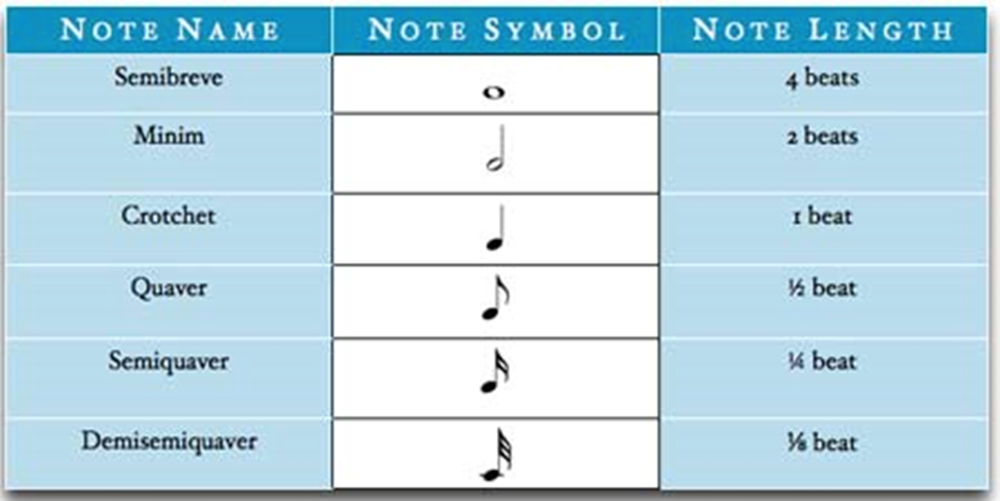 NOTE NAME NOTE SYMBOL NOTE LENGTH
Semibreve 4 beats
Minim 2 beats
Crotchet 1 beat
Quaver ½ beat
Semiquaver ¼ beat
Demisemiquaver ⅛ beat